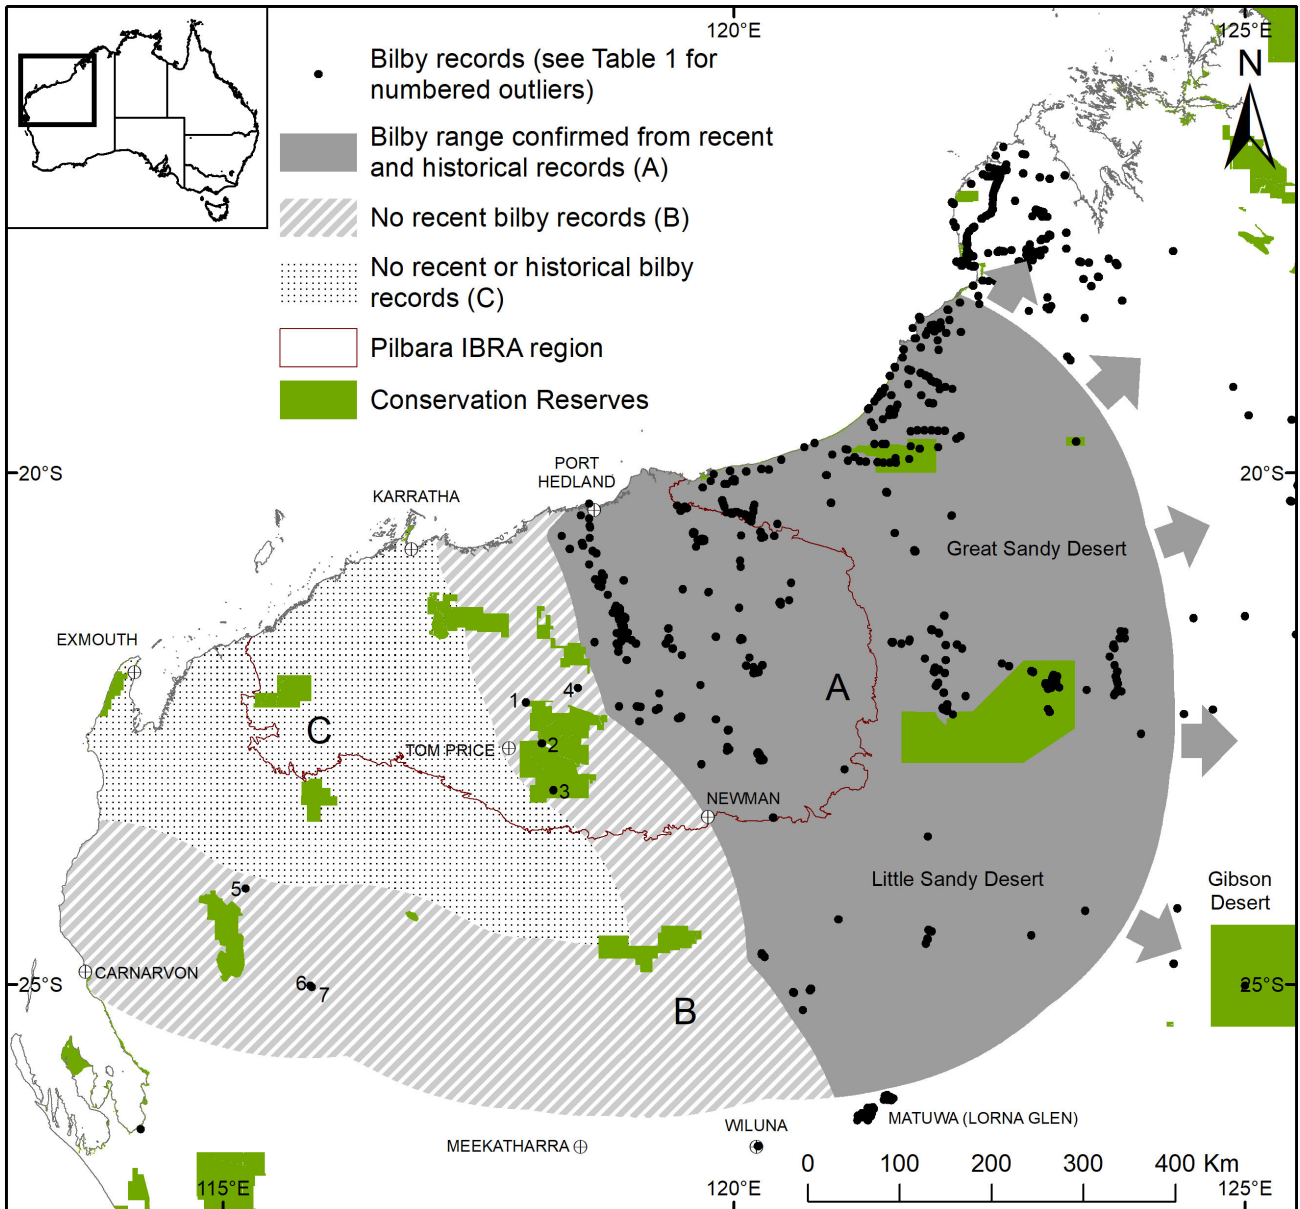 120°E
125°E
N
Bilby records (see Table 1 for
numbered outliers)
Bilby range confirmed from recent
and historical records (A)
No recent bilby records (B)
No recent or historical bilby
records (C)
Pilbara IBRA region
Conservation Reserves
20°S
20°S
PORT
HEDLAND
KARRATHA
Great Sandy Desert
EXMOUTH
1
4
A
C
TOM PRICE
2
3
NEWMAN
Little Sandy Desert
Gibson
Desert
5
CARNARVON
25°S
6
7
25°S
B
MATUWA (LORNA GLEN)
WILUNA
MEEKATHARRA
0 100 200 300 400 Km
115°E
120°E
125°E